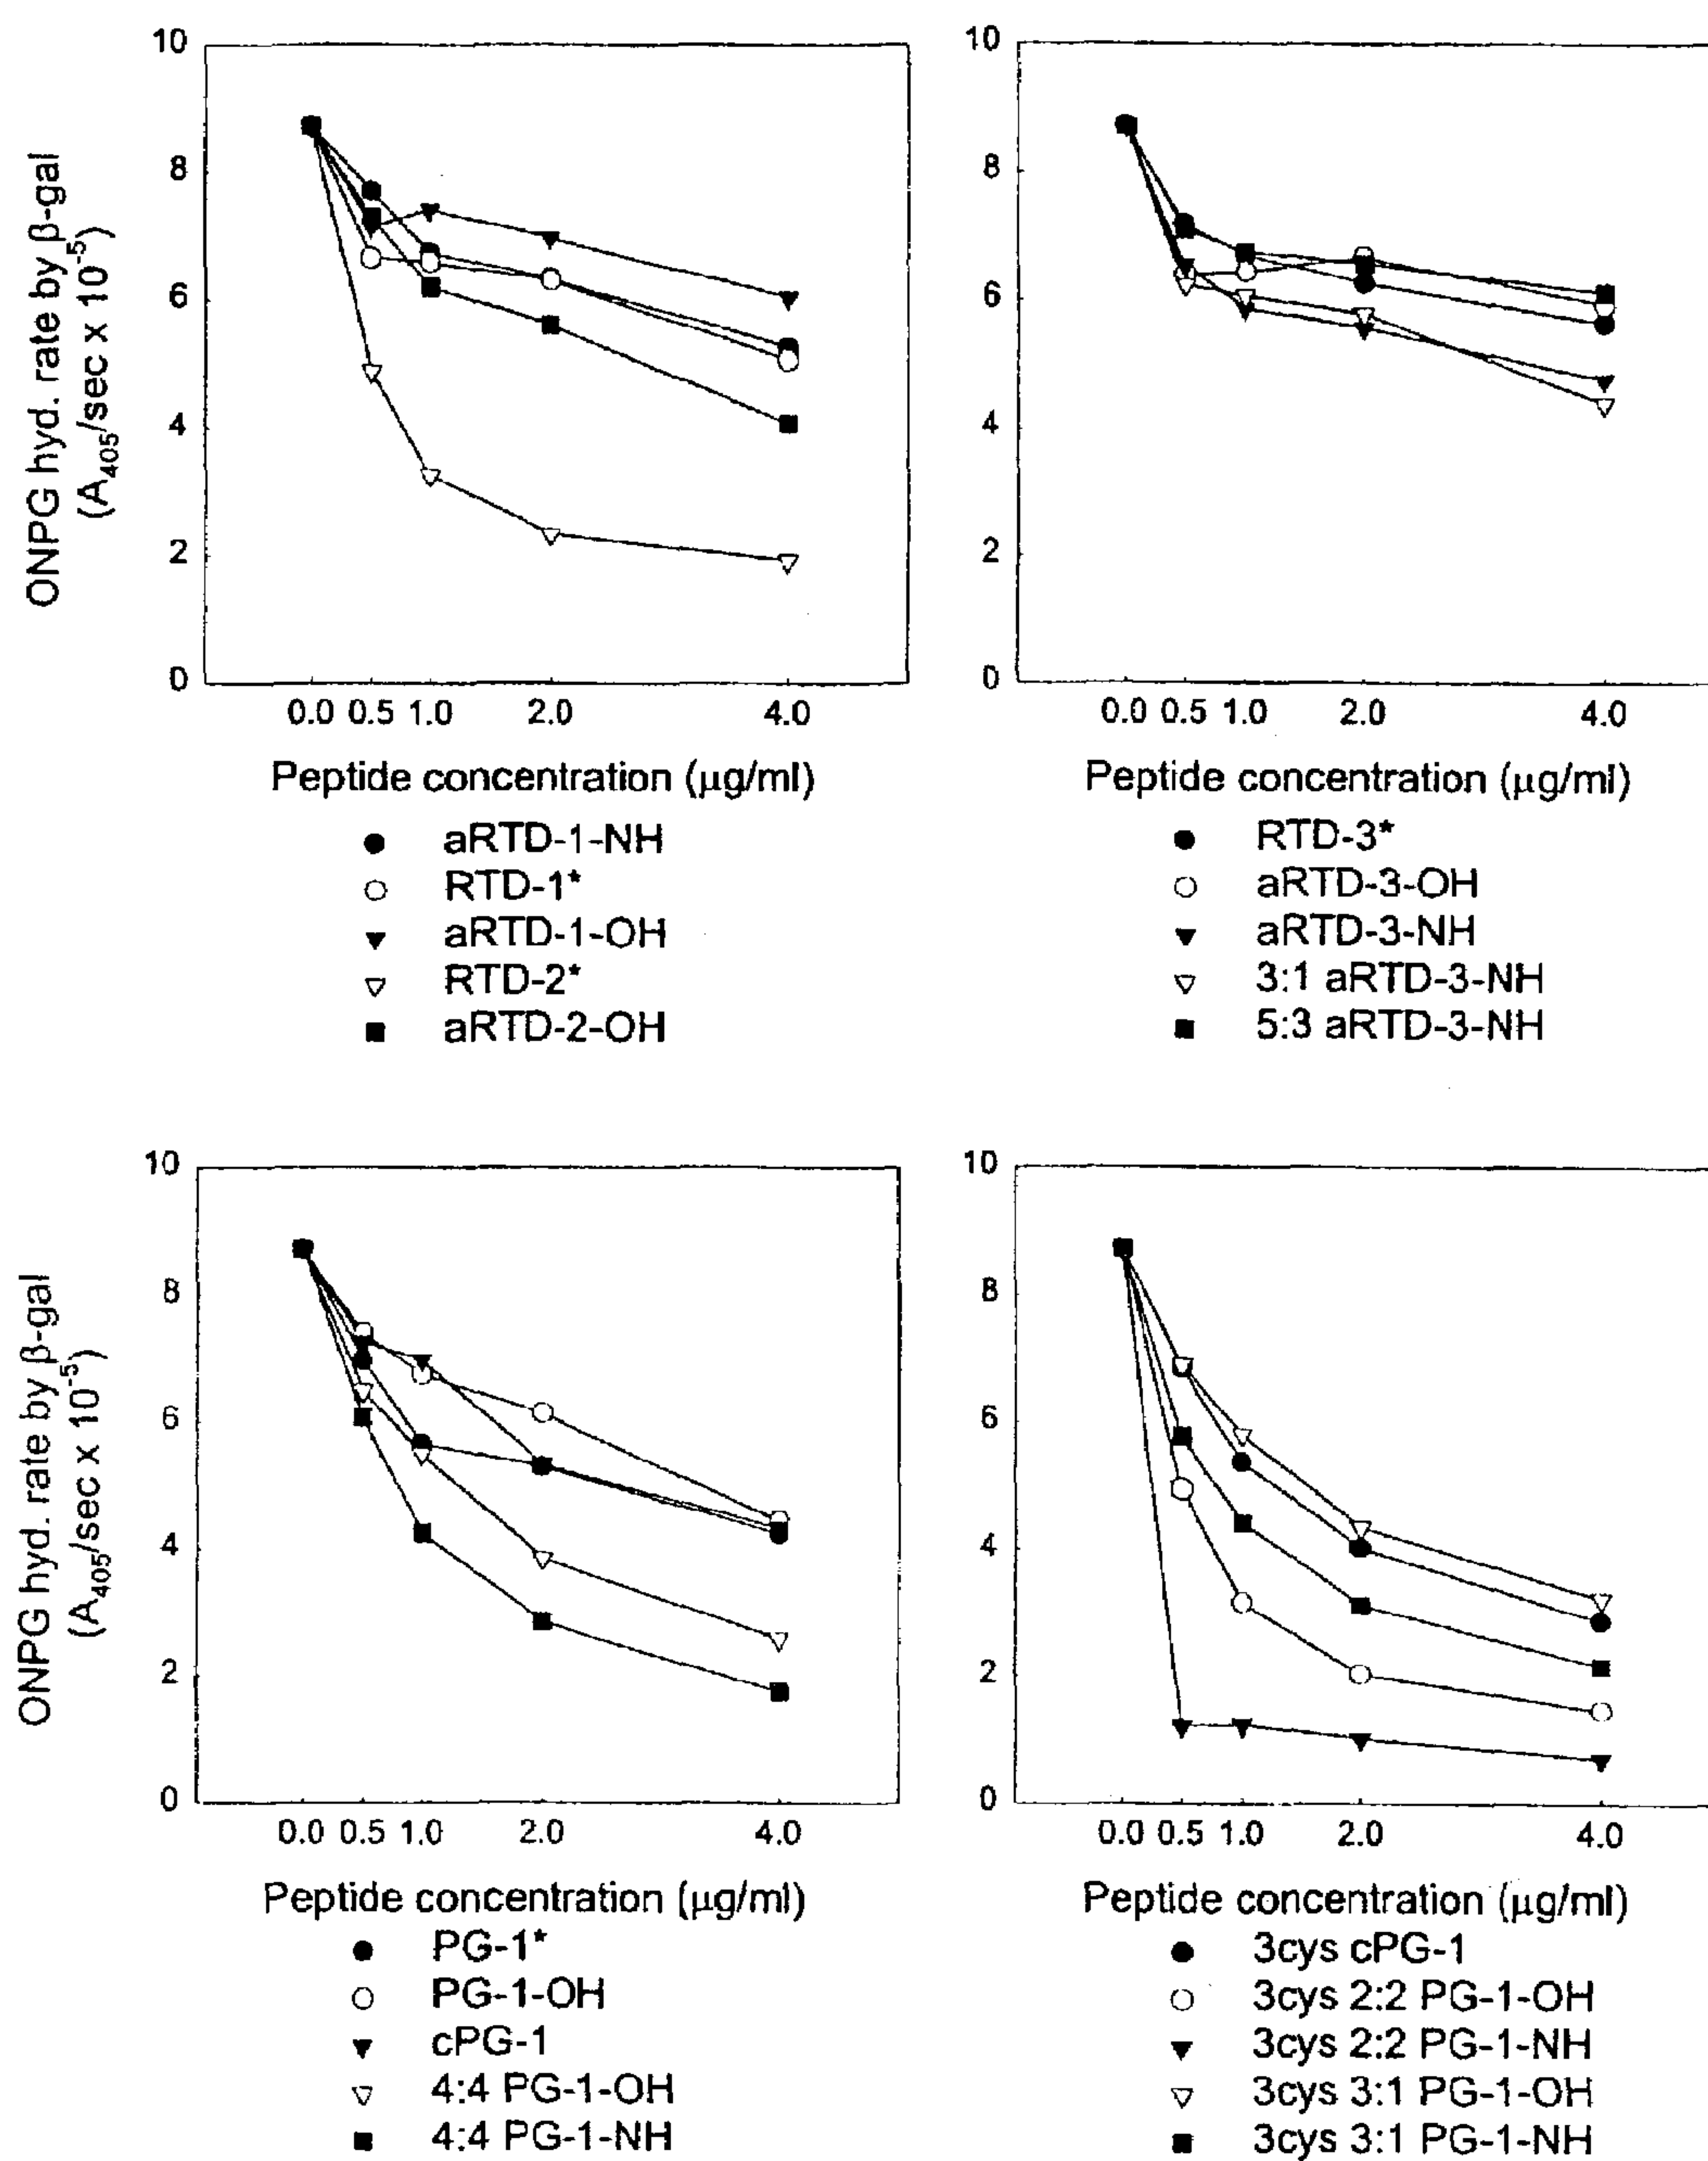 ONPG hyd. rate by β-gal
(A₄₀₅/sec x 10⁻⁵)
10
8
6
4
2
0
0.0 0.5 1.0 2.0 4.0
Peptide concentration (μg/ml)
aRTD-1-NH
RTD-1*
aRTD-1-OH
RTD-2*
aRTD-2-OH
10
8
6
4
2
0
0.0 0.5 1.0 2.0 4.0
Peptide concentration (μg/ml)
RTD-3*
aRTD-3-OH
aRTD-3-NH
3:1 aRTD-3-NH
5:3 aRTD-3-NH
ONPG hyd. rate by β-gal
(A₄₀₅/sec x 10⁻⁵)
10
8
6
4
2
0
0.0 0.5 1.0 2.0 4.0
Peptide concentration (μg/ml)
PG-1*
PG-1-OH
cPG-1
4:4 PG-1-OH
4:4 PG-1-NH
10
8
6
4
2
0
0.0 0.5 1.0 2.0 4.0
Peptide concentration (μg/ml)
3cys cPG-1
3cys 2:2 PG-1-OH
3cys 2:2 PG-1-NH
3cys 3:1 PG-1-OH
3cys 3:1 PG-1-NH